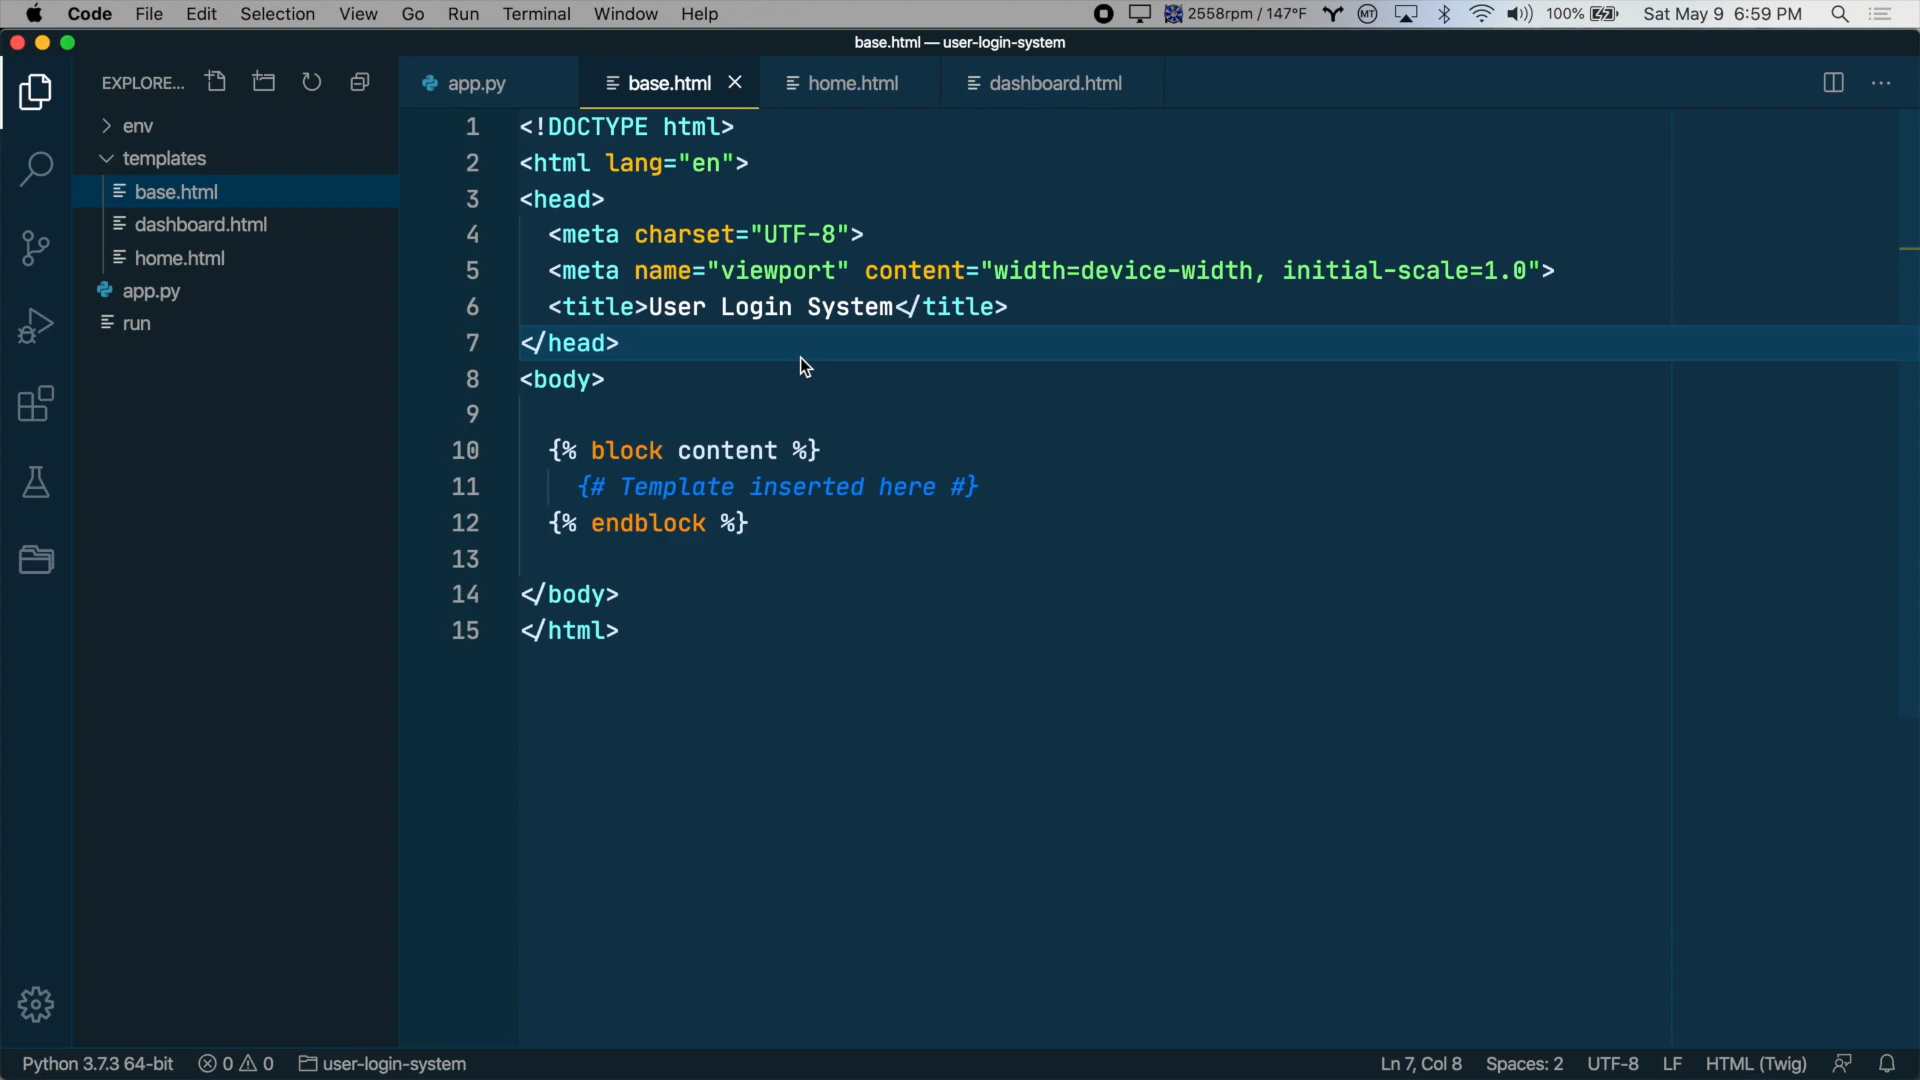 Code File Edit Selection View Go Run Terminal Window Help 2558rpm / 147°F MT 100% Sat May 9 6:59 PM
base.html — user-login-system
EXPLORE...
app.py base.html home.html dashboard.html
env
templates
base.html
dashboard.html
home.html
app.py
run
1 <!DOCTYPE html>
2 <html lang="en">
3 <head>
4 <meta charset="UTF-8">
5 <meta name="viewport" content="width=device-width, initial-scale=1.0">
6 <title>User Login System</title>
7 </head>
8 <body>
9
10 {% block content %}
11 {# Template inserted here #}
12 {% endblock %}
13
14 </body>
15 </html>
Python 3.7.3 64-bit 0 0 user-login-system Ln 7, Col 8 Spaces: 2 UTF-8 LF HTML (Twig)